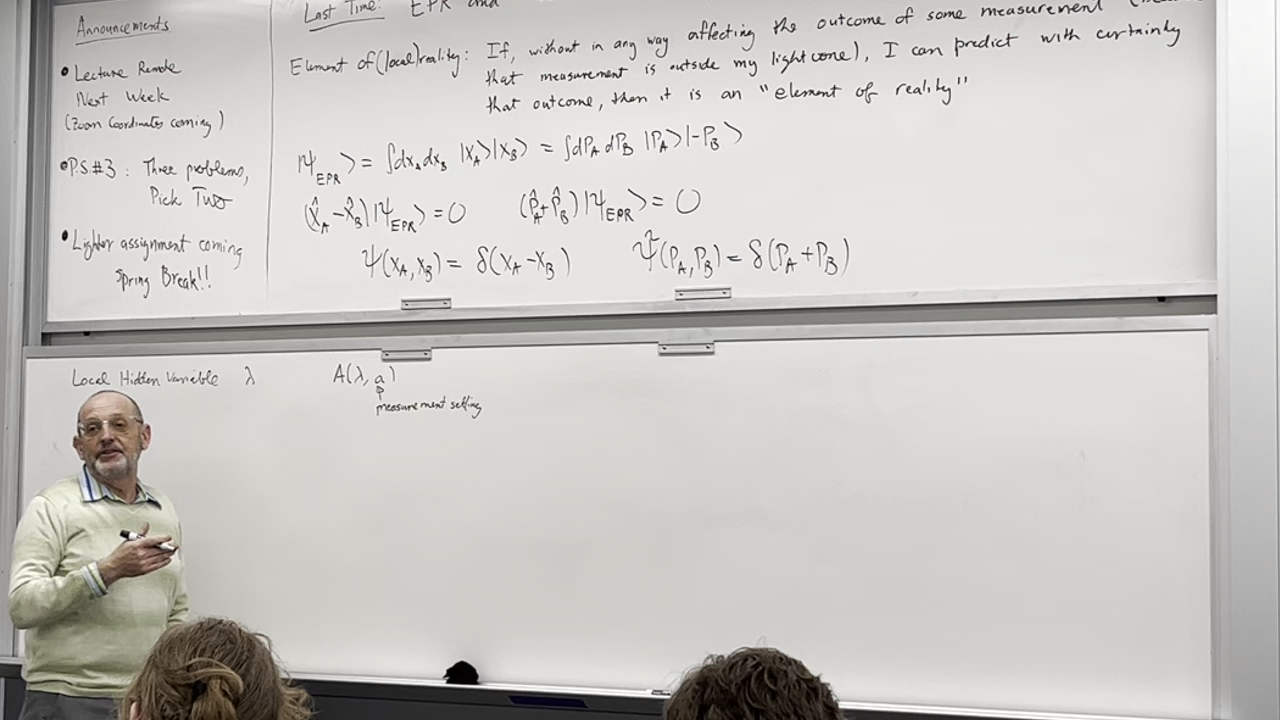 Announcements
• Lecture Remote
Next Week
(Zoom Coordinates coming)
• P.S #3 : Three problems,
Pick Two
• Lighter assignment coming
Spring Break!!
Last Time: EPR and
Element of (local) reality: If, without in any way affecting the outcome of some measurement
that measurement is outside my lightcone), I can predict with certainty
that outcome, then it is an "element of reality"
|Ψ_EPR⟩ = ∫dx_A dx_B |x_A⟩|x_B⟩ = ∫dP_A dP_B |P_A⟩|-P_B⟩
(x̂_A - x̂_B)|Ψ_EPR⟩ = 0 (P̂_A + P̂_B)|Ψ_EPR⟩ = 0
Ψ(x_A, x_B) = δ(x_A - x_B) Ψ̃(P_A, P_B) = δ(P_A + P_B)
Local Hidden Variable λ A(λ, a)
measurement setting